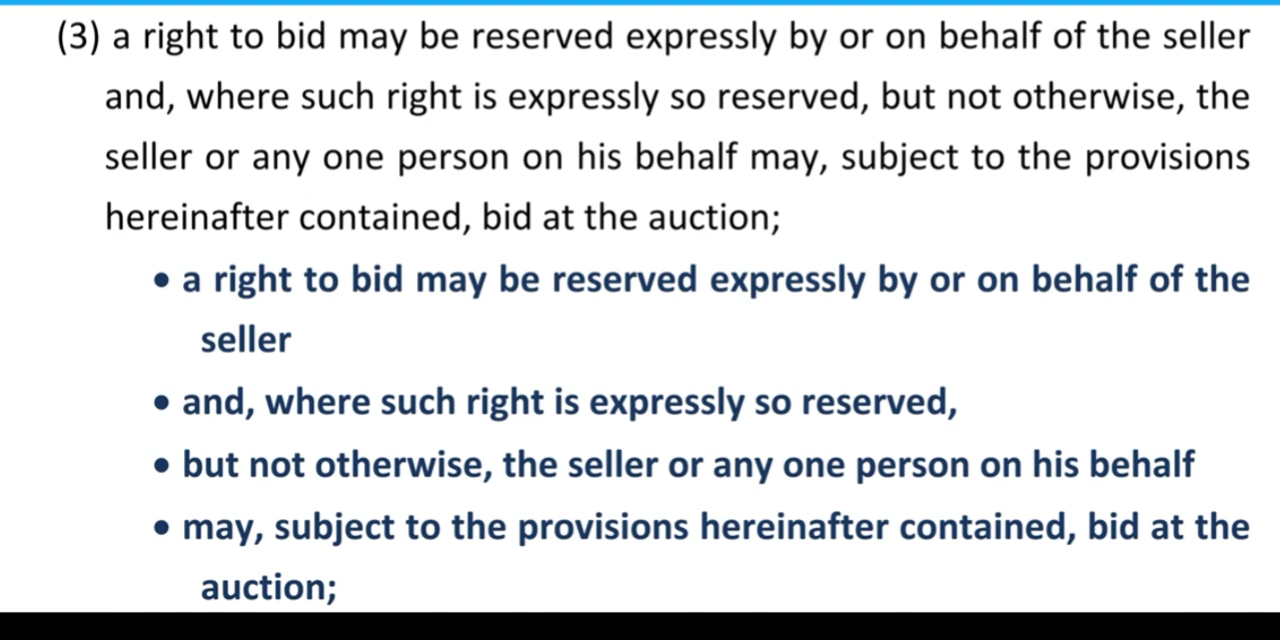 (3) a right to bid may be reserved expressly by or on behalf of the seller
and, where such right is expressly so reserved, but not otherwise, the
seller or any one person on his behalf may, subject to the provisions
hereinafter contained, bid at the auction;
• a right to bid may be reserved expressly by or on behalf of the
seller
• and, where such right is expressly so reserved,
• but not otherwise, the seller or any one person on his behalf
• may, subject to the provisions hereinafter contained, bid at the
auction;